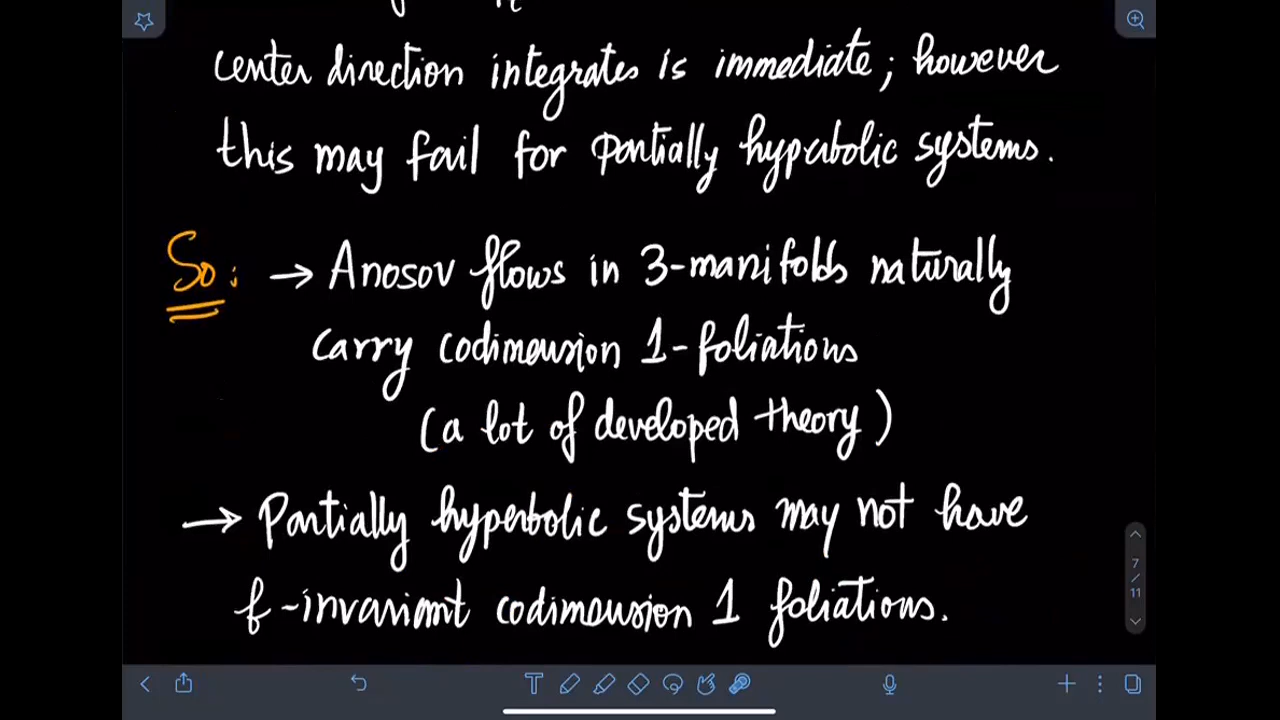 center direction integrates is immediate; however
this may fail for partially hyperbolic systems.
So: → Anosov flows in 3-manifolds naturally
carry codimension 1-foliations
(a lot of developed theory)
→ Partially hyperbolic systems may not have
f-invariant codimension 1 foliations.
7
/
11
T